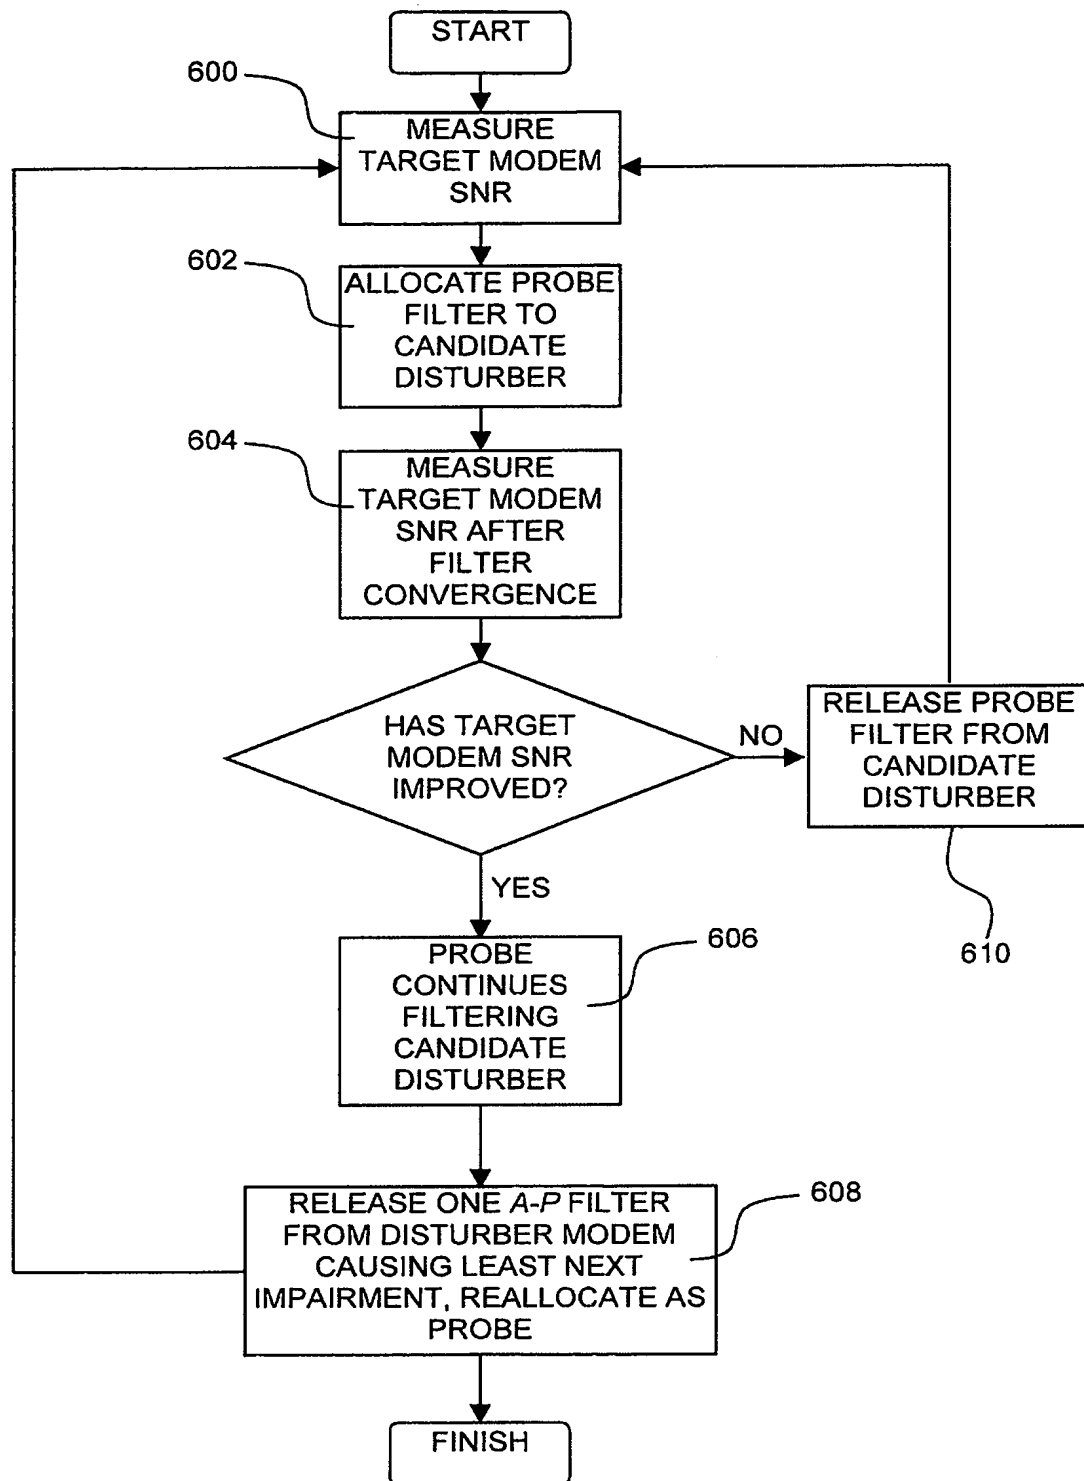 START
600
MEASURE
TARGET MODEM
SNR
602
ALLOCATE PROBE
FILTER TO
CANDIDATE
DISTURBER
604
MEASURE
TARGET MODEM
SNR AFTER
FILTER
CONVERGENCE
HAS TARGET
MODEM SNR
IMPROVED?
NO
RELEASE PROBE
FILTER FROM
CANDIDATE
DISTURBER
610
YES
606
PROBE
CONTINUES
FILTERING
CANDIDATE
DISTURBER
608
RELEASE ONE A-P FILTER
FROM DISTURBER MODEM
CAUSING LEAST NEXT
IMPAIRMENT, REALLOCATE AS
PROBE
FINISH